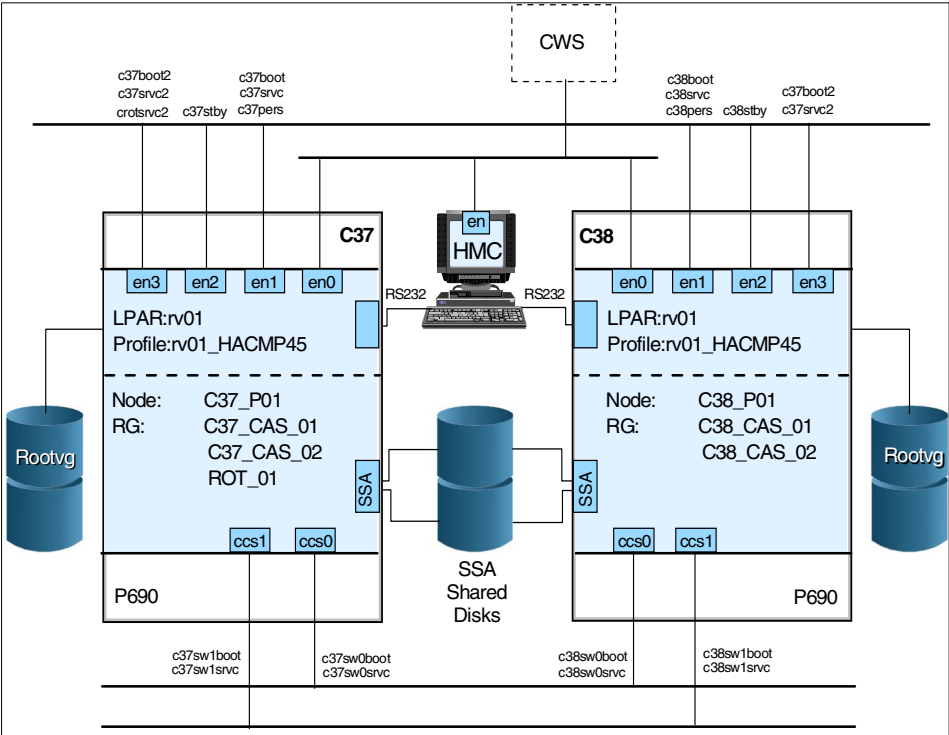 CWS
c37boot2
c37srvc2
crotsrvc2
c37stby
c37boot
c37srvc
c37pers
c38boot
c38srvc
c38pers
c38stby
c37boot2
c37srvc2
C37
en3
en2
en1
en0
LPAR:rv01
Profile:rv01_HACMP45
Node: C37_P01
RG: C37_CAS_01
C37_CAS_02
ROT_01
SSA
ccs1
ccs0
P690
Rootvg
en
HMC
RS232
RS232
SSA
Shared
Disks
C38
en0
en1
en2
en3
LPAR:rv01
Profile:rv01_HACMP45
Node: C38_P01
RG: C38_CAS_01
C38_CAS_02
SSA
ccs0
ccs1
P690
Rootvg
c37sw1boot
c37sw1srvc
c37sw0boot
c37sw0srvc
c38sw0boot
c38sw0srvc
c38sw1boot
c38sw1srvc